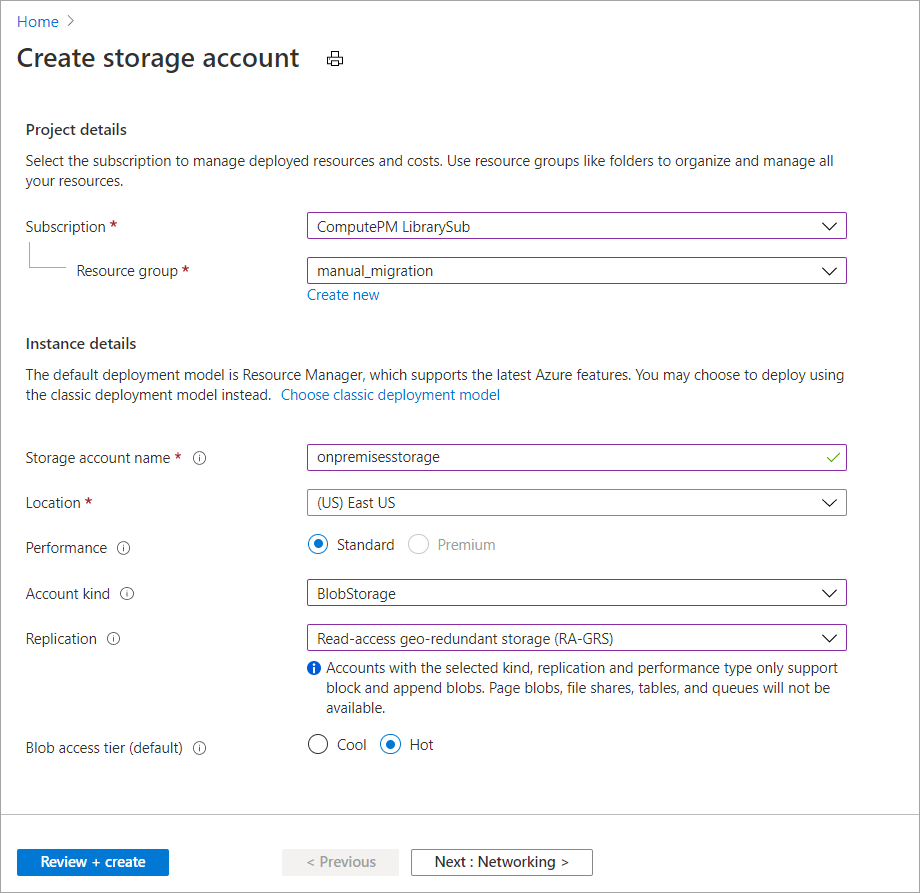 Home >
Create storage account
Project details
Select the subscription to manage deployed resources and costs. Use resource groups like folders to organize and manage all
your resources.
Subscription *
ComputePM LibrarySub
Resource group *
manual_migration
Create new
Instance details
The default deployment model is Resource Manager, which supports the latest Azure features. You may choose to deploy using
the classic deployment model instead. Choose classic deployment model
Storage account name *
onpremisesstorage
Location *
(US) East US
Performance
Standard
Premium
Account kind
BlobStorage
Replication
Read-access geo-redundant storage (RA-GRS)
Accounts with the selected kind, replication and performance type only support
block and append blobs. Page blobs, file shares, tables, and queues will not be
available.
Blob access tier (default)
Cool
Hot
Review + create
< Previous
Next : Networking >